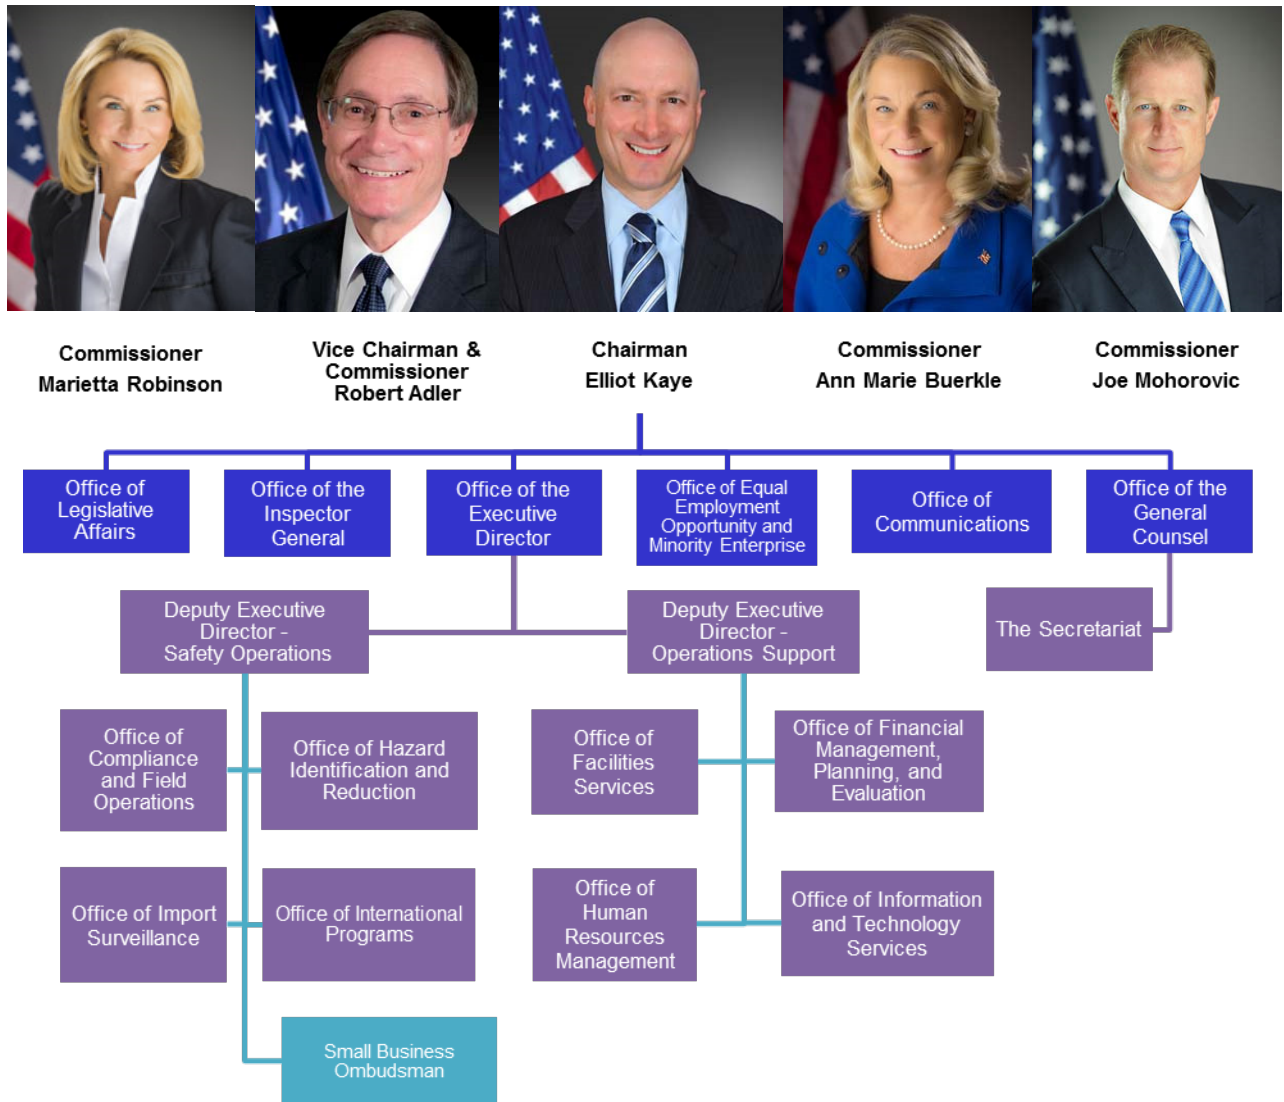 Commissioner
Marietta Robinson
Vice Chairman &
Commissioner
Robert Adler
Chairman
Elliot Kaye
Commissioner
Ann Marie Buerkle
Commissioner
Joe Mohorovic
Office of
Legislative
Affairs
Office of the
Inspector
General
Office of the
Executive
Director
Office of Equal
Employment
Opportunity and
Minority Enterprise
Office of
Communications
Office of the
General
Counsel
Deputy Executive
Director -
Safety Operations
Deputy Executive
Director -
Operations Support
The Secretariat
Office of
Compliance
and Field
Operations
Office of Hazard
Identification and
Reduction
Office of
Facilities
Services
Office of Financial
Management,
Planning, and
Evaluation
Office of Import
Surveillance
Office of International
Programs
Office of
Human
Resources
Management
Office of Information
and Technology
Services
Small Business
Ombudsman